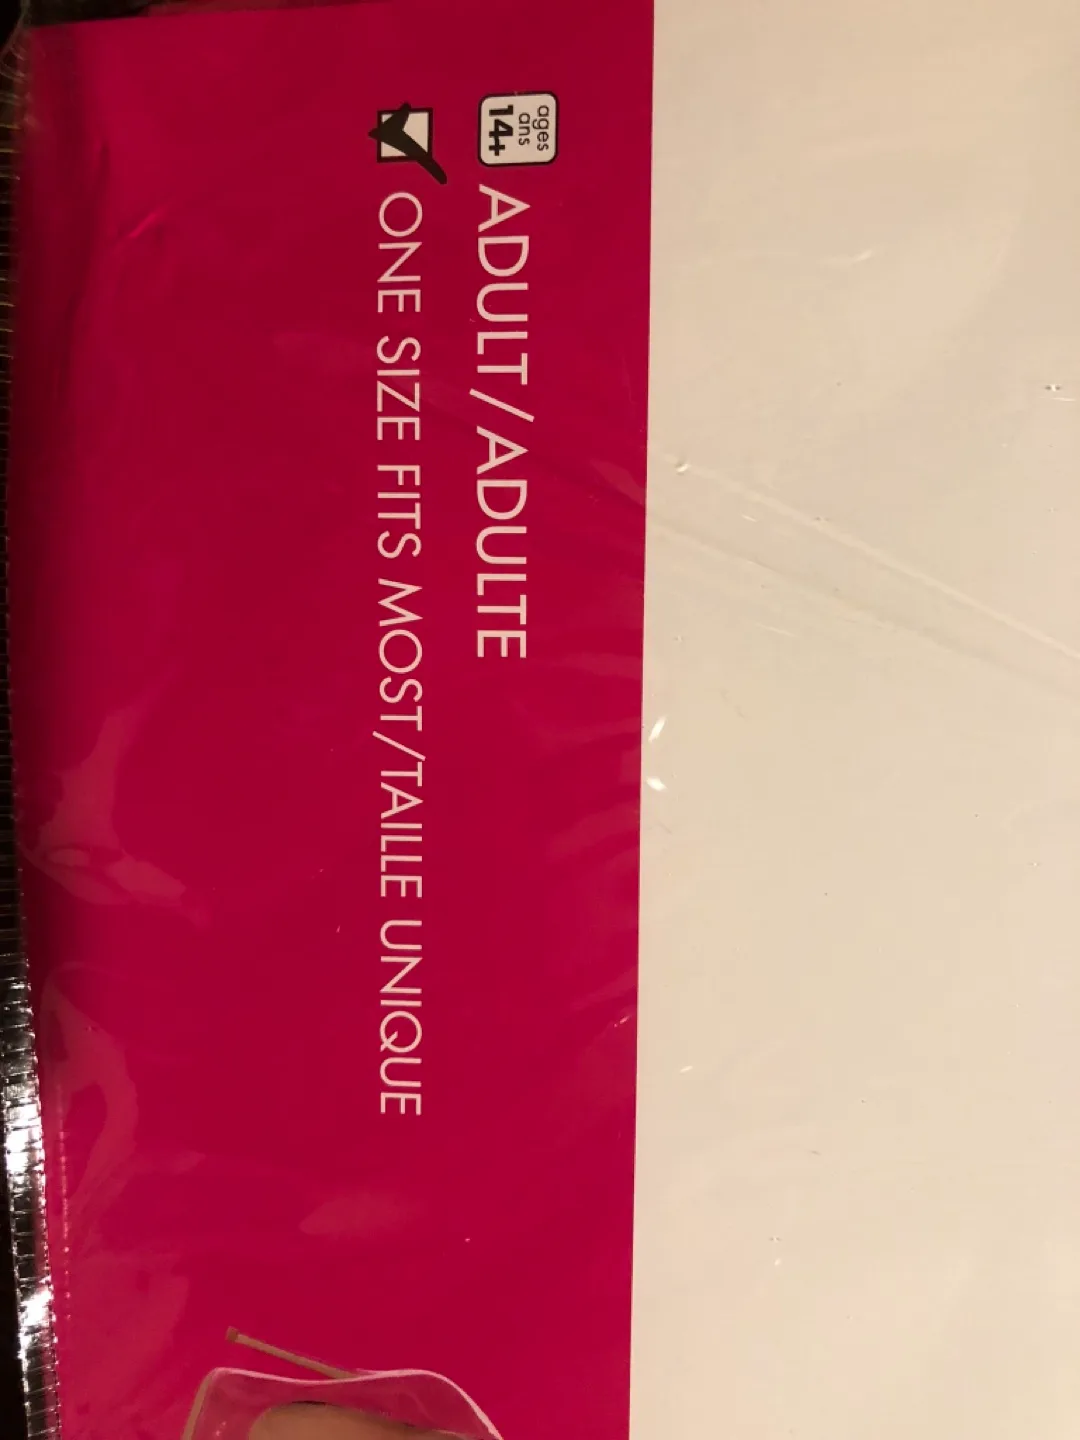 ages
ans
14+
ADULT/ADULTE
ONE SIZE FITS MOST/TAILLE UNIQUE